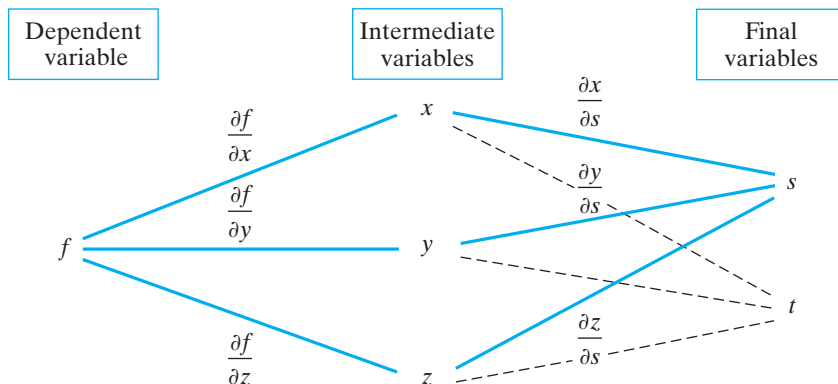 Dependent
variable
Intermediate
variables
Final
variables
∂f
∂x
∂x
∂s
x
∂f
∂y
∂y
∂s
s
f
y
t
∂f
∂z
∂z
∂s
z